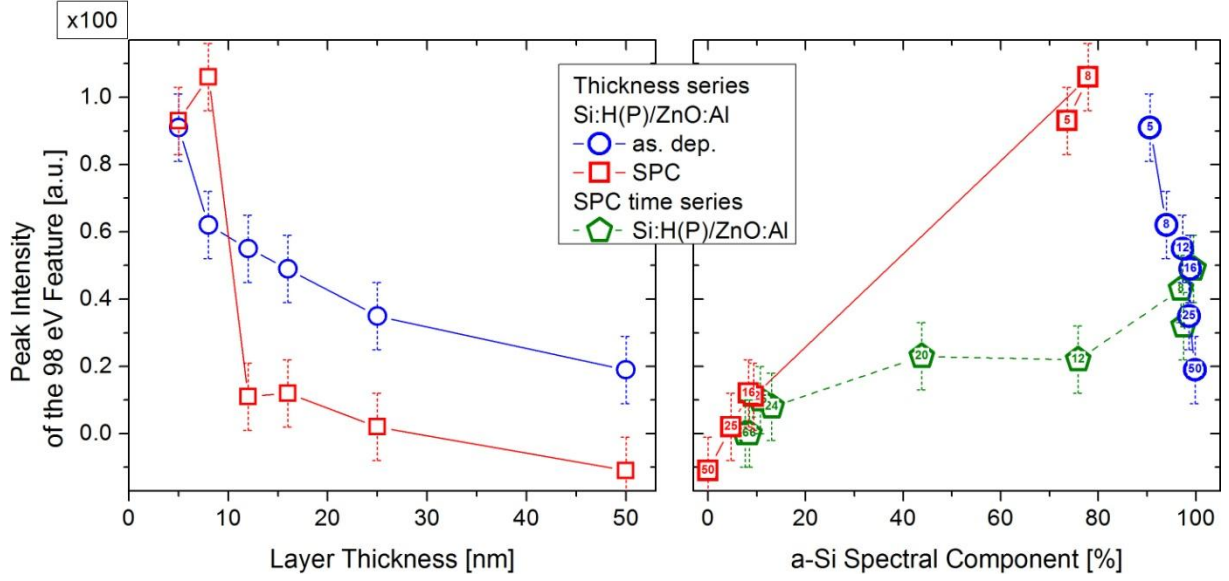 x100
Peak Intensity
of the 98 eV Feature [a.u.]
1.0
0.8
0.6
0.4
0.2
0.0
0 10 20 30 40 50
Layer Thickness [nm]
Thickness series
Si:H(P)/ZnO:Al
as. dep.
SPC
SPC time series
Si:H(P)/ZnO:Al
8
5
5
8
12
16
8
25
50
20
12
16
24
25
50
0 20 40 60 80 100
a-Si Spectral Component [%]